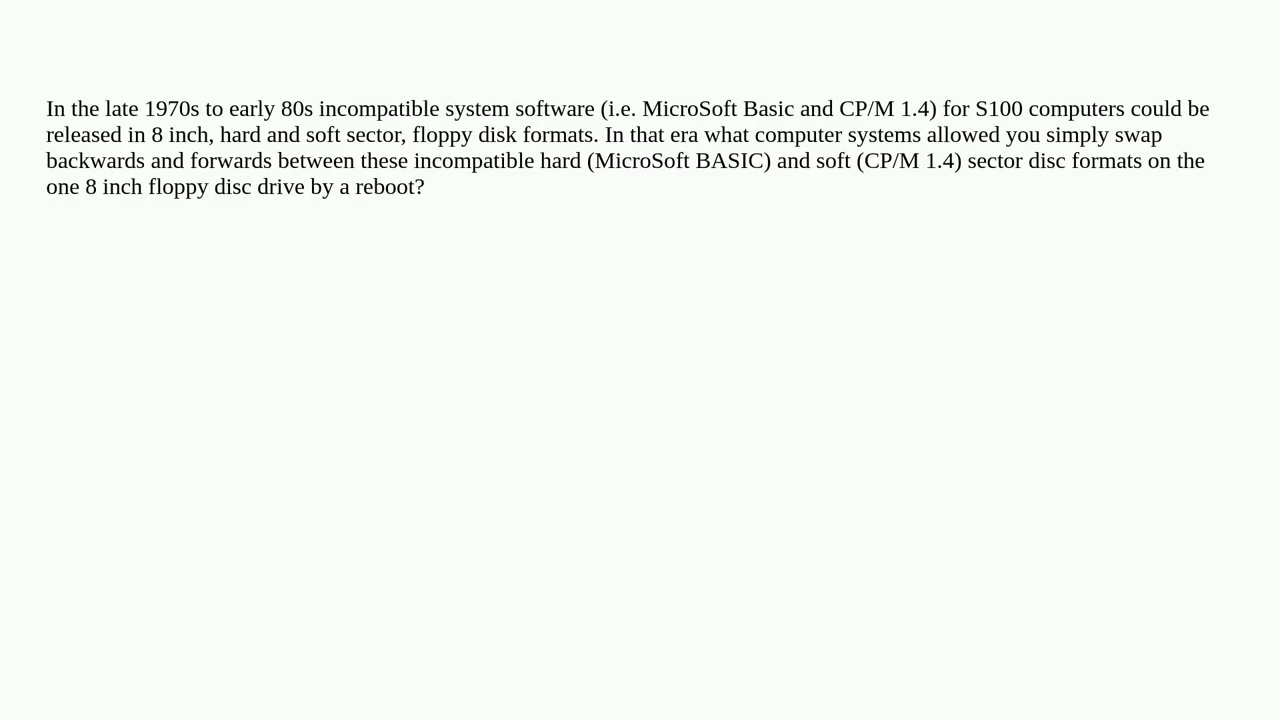 In the late 1970s to early 80s incompatible system software (i.e. MicroSoft Basic and CP/M 1.4) for S100 computers could be
released in 8 inch, hard and soft sector, floppy disk formats. In that era what computer systems allowed you simply swap
backwards and forwards between these incompatible hard (MicroSoft BASIC) and soft (CP/M 1.4) sector disc formats on the
one 8 inch floppy disc drive by a reboot?